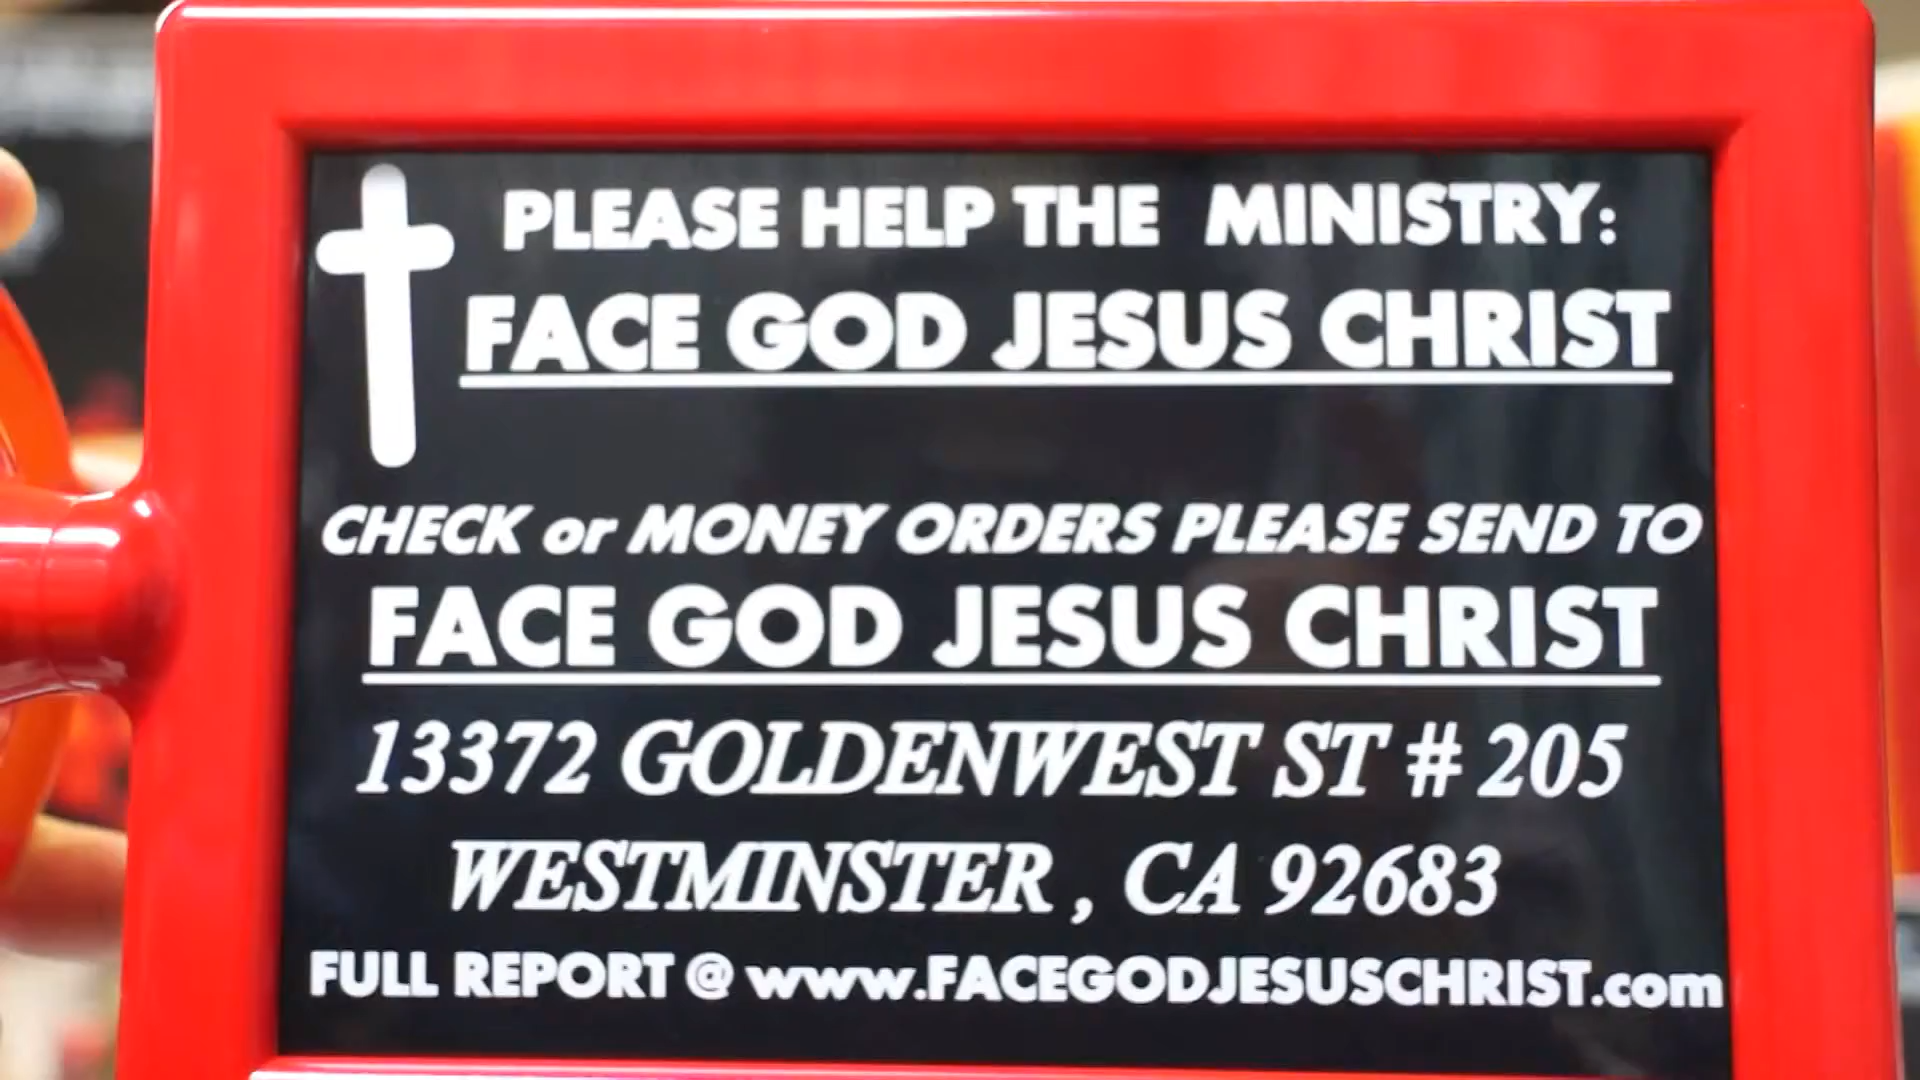 PLEASE HELP THE MINISTRY:
FACE GOD JESUS CHRIST
CHECK or MONEY ORDERS PLEASE SEND TO
FACE GOD JESUS CHRIST
13372 GOLDENWEST ST # 205
WESTMINSTER , CA 92683
FULL REPORT @ www.FACEGODJESUSCHRIST.com